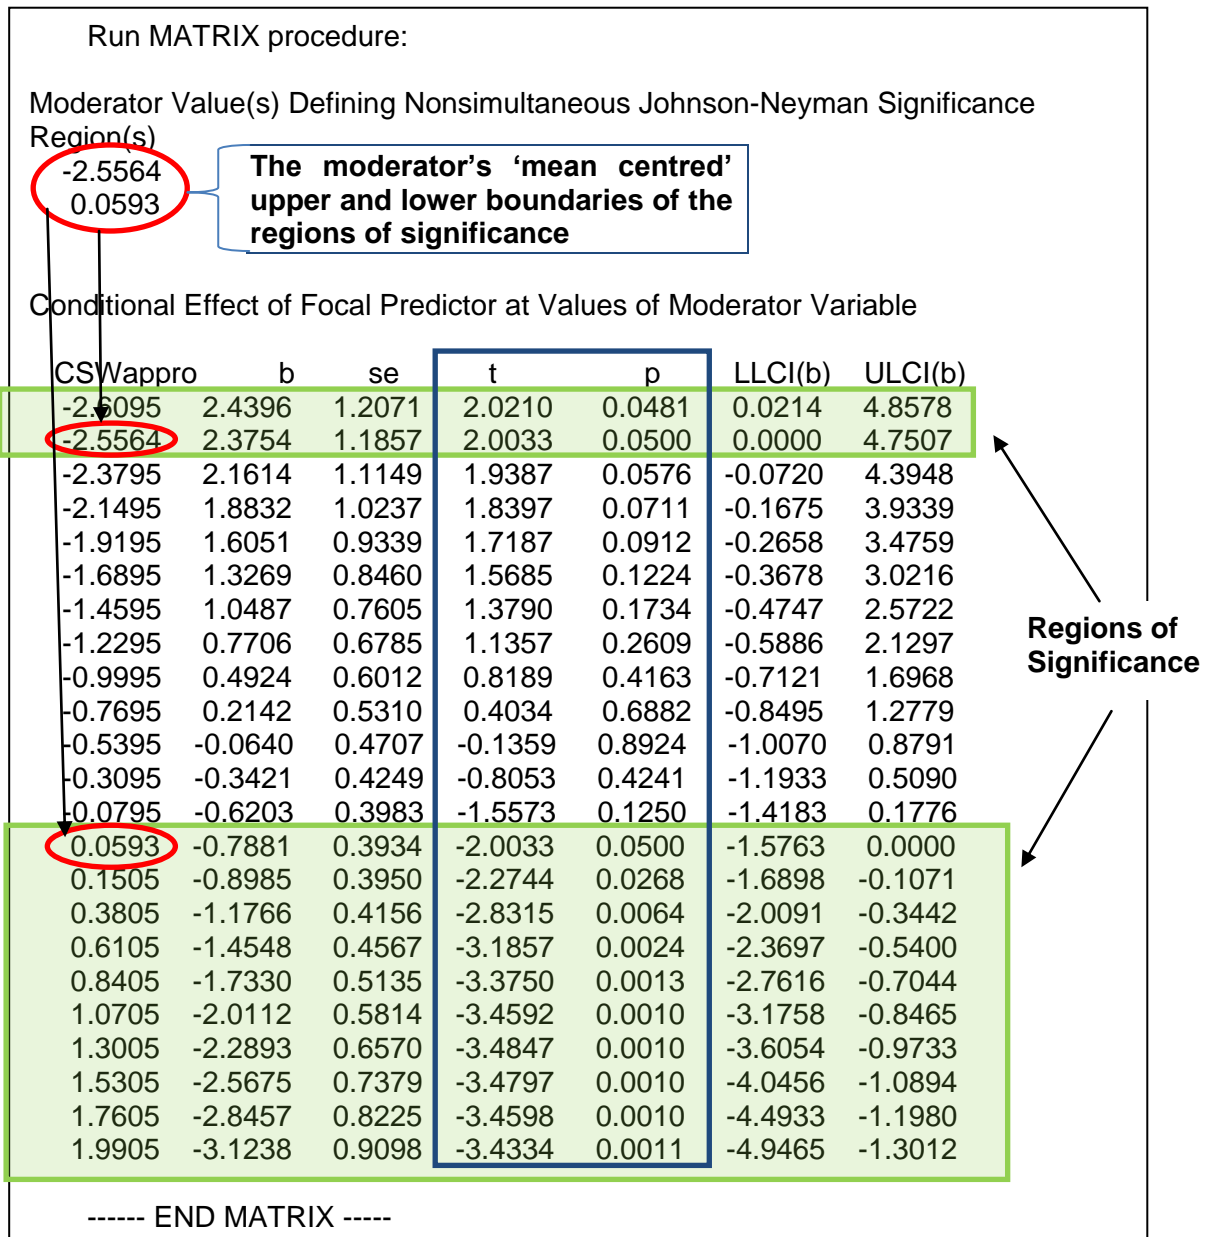 Run MATRIX procedure:
Moderator Value(s) Defining Nonsimultaneous Johnson-Neyman Significance
Region(s)
-2.5564
0.0593
The moderator's 'mean centred'
upper and lower boundaries of the
regions of significance
Conditional Effect of Focal Predictor at Values of Moderator Variable
CSWappro b se t p LLCI(b) ULCI(b)
-2.6095 2.4396 1.2071 2.0210 0.0481 0.0214 4.8578
-2.5564 2.3754 1.1857 2.0033 0.0500 0.0000 4.7507
-2.3795 2.1614 1.1149 1.9387 0.0576 -0.0720 4.3948
-2.1495 1.8832 1.0237 1.8397 0.0711 -0.1675 3.9339
-1.9195 1.6051 0.9339 1.7187 0.0912 -0.2658 3.4759
-1.6895 1.3269 0.8460 1.5685 0.1224 -0.3678 3.0216
-1.4595 1.0487 0.7605 1.3790 0.1734 -0.4747 2.5722
-1.2295 0.7706 0.6785 1.1357 0.2609 -0.5886 2.1297
-0.9995 0.4924 0.6012 0.8189 0.4163 -0.7121 1.6968
-0.7695 0.2142 0.5310 0.4034 0.6882 -0.8495 1.2779
-0.5395 -0.0640 0.4707 -0.1359 0.8924 -1.0070 0.8791
-0.3095 -0.3421 0.4249 -0.8053 0.4241 -1.1933 0.5090
-0.0795 -0.6203 0.3983 -1.5573 0.1250 -1.4183 0.1776
0.0593 -0.7881 0.3934 -2.0033 0.0500 -1.5763 0.0000
0.1505 -0.8985 0.3950 -2.2744 0.0268 -1.6898 -0.1071
0.3805 -1.1766 0.4156 -2.8315 0.0064 -2.0091 -0.3442
0.6105 -1.4548 0.4567 -3.1857 0.0024 -2.3697 -0.5400
0.8405 -1.7330 0.5135 -3.3750 0.0013 -2.7616 -0.7044
1.0705 -2.0112 0.5814 -3.4592 0.0010 -3.1758 -0.8465
1.3005 -2.2893 0.6570 -3.4847 0.0010 -3.6054 -0.9733
1.5305 -2.5675 0.7379 -3.4797 0.0010 -4.0456 -1.0894
1.7605 -2.8457 0.8225 -3.4598 0.0010 -4.4933 -1.1980
1.9905 -3.1238 0.9098 -3.4334 0.0011 -4.9465 -1.3012
Regions of
Significance
------ END MATRIX -----